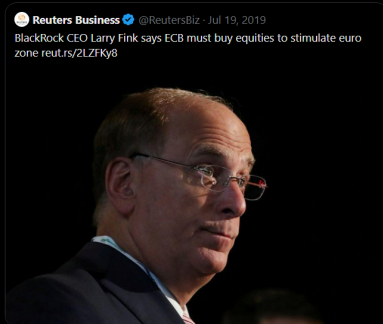 Reuters Business @ReutersBiz · Jul 19, 2019
BlackRock CEO Larry Fink says ECB must buy equities to stimulate euro
zone reut.rs/2LZFKy8